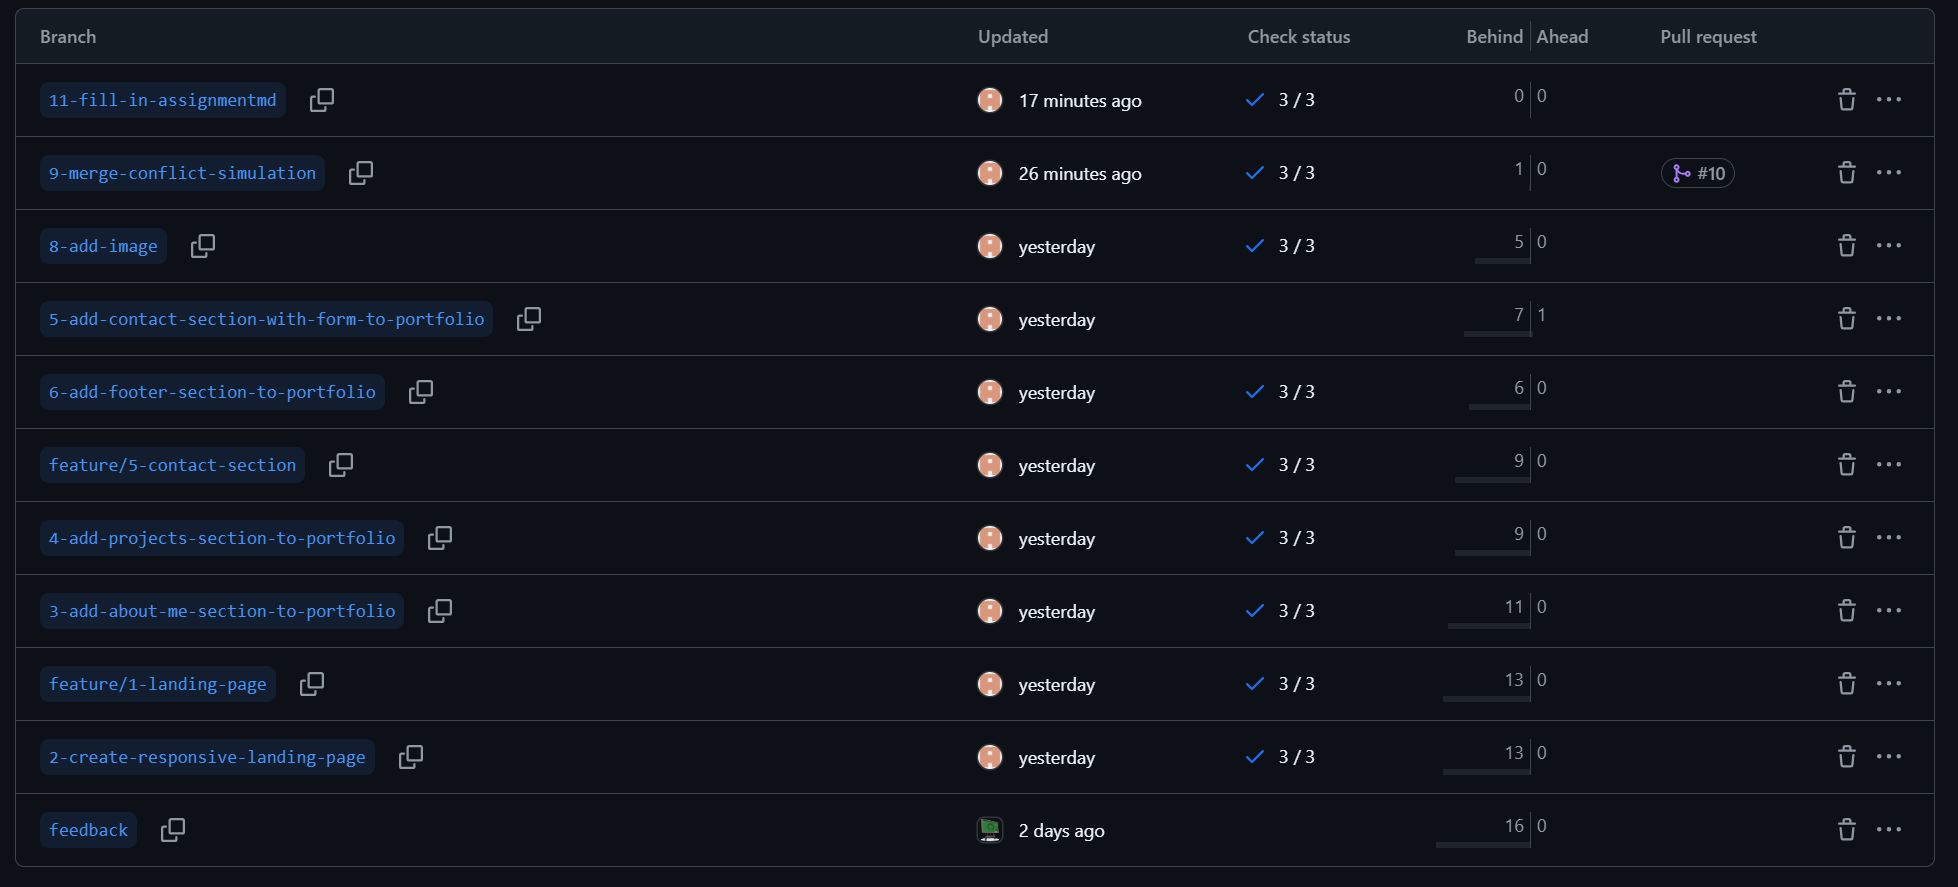 Branch Updated Check status Behind Ahead Pull request
11-fill-in-assignmentmd 17 minutes ago 3 / 3 0 0
9-merge-conflict-simulation 26 minutes ago 3 / 3 1 0 #10
8-add-image yesterday 3 / 3 5 0
5-add-contact-section-with-form-to-portfolio yesterday 7 1
6-add-footer-section-to-portfolio yesterday 3 / 3 6 0
feature/5-contact-section yesterday 3 / 3 9 0
4-add-projects-section-to-portfolio yesterday 3 / 3 9 0
3-add-about-me-section-to-portfolio yesterday 3 / 3 11 0
feature/1-landing-page yesterday 3 / 3 13 0
2-create-responsive-landing-page yesterday 3 / 3 13 0
feedback 2 days ago 16 0